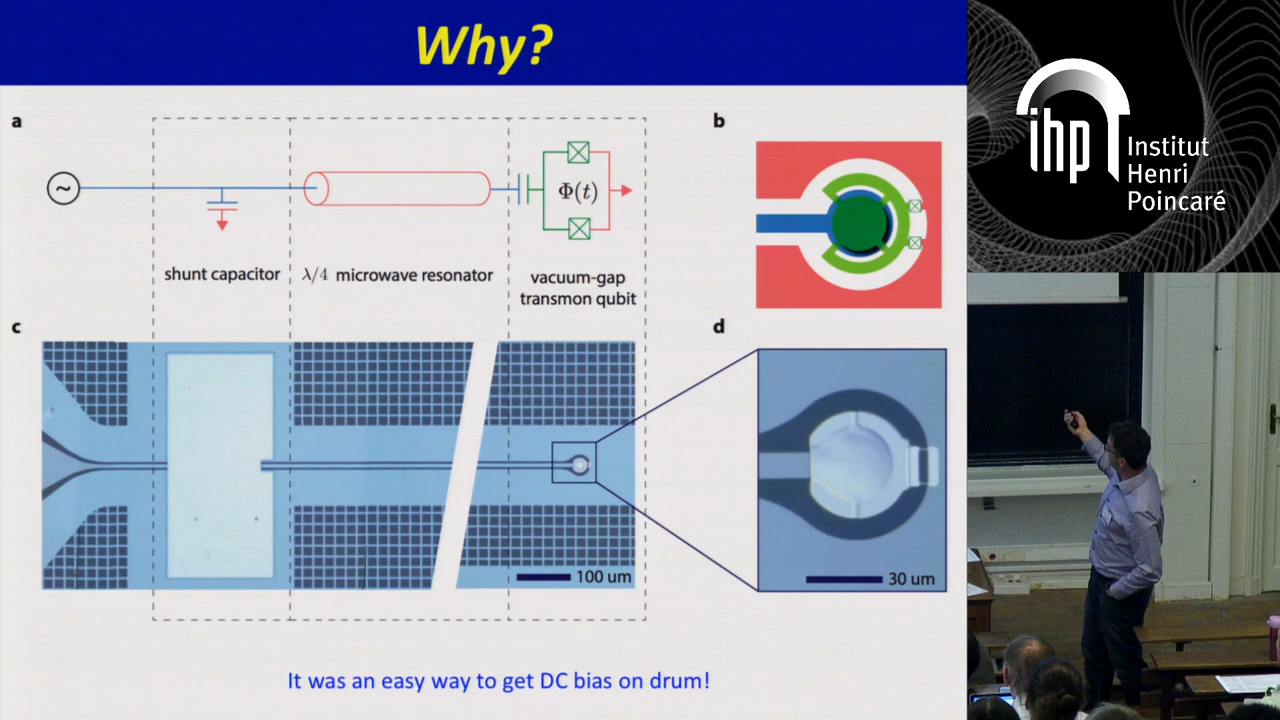 Why?
a
~
Φ(t)
shunt capacitor
λ/4 microwave resonator
vacuum-gap
transmon qubit
b
c
100 um
d
30 um
It was an easy way to get DC bias on drum!
ihp
Institut
Henri
Poincaré